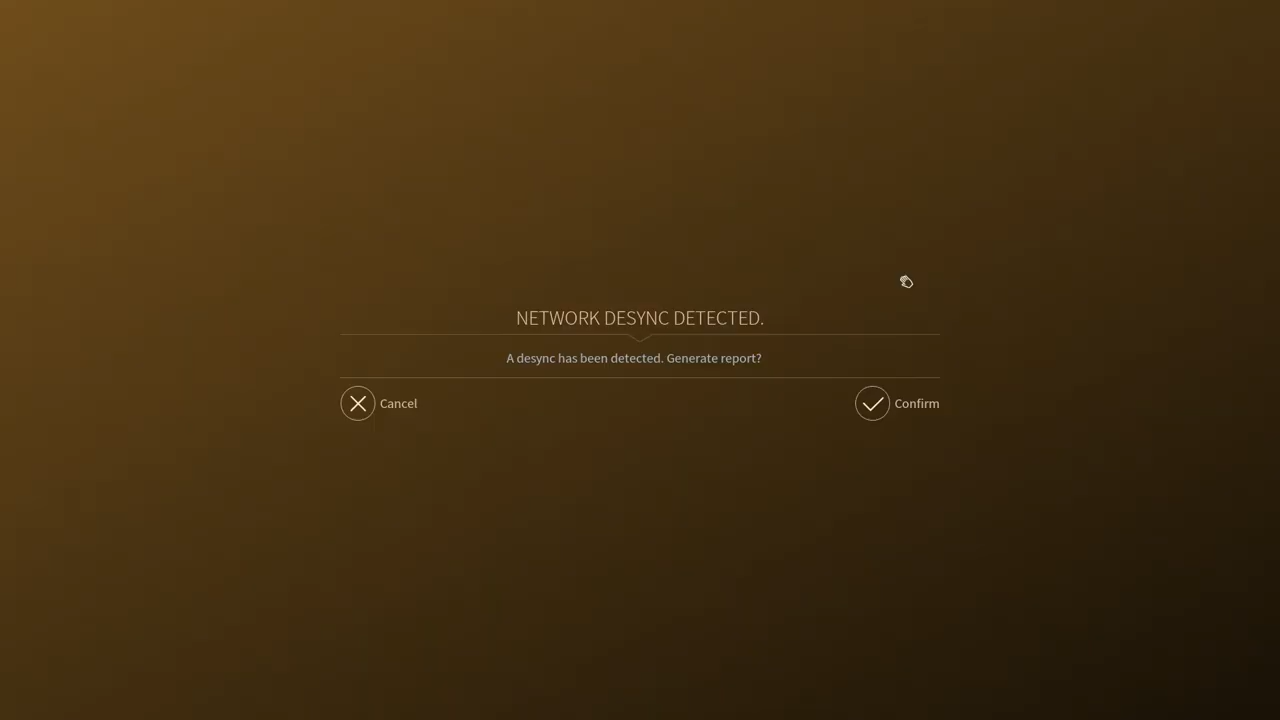 NETWORK DESYNC DETECTED.
A desync has been detected. Generate report?
Cancel
Confirm